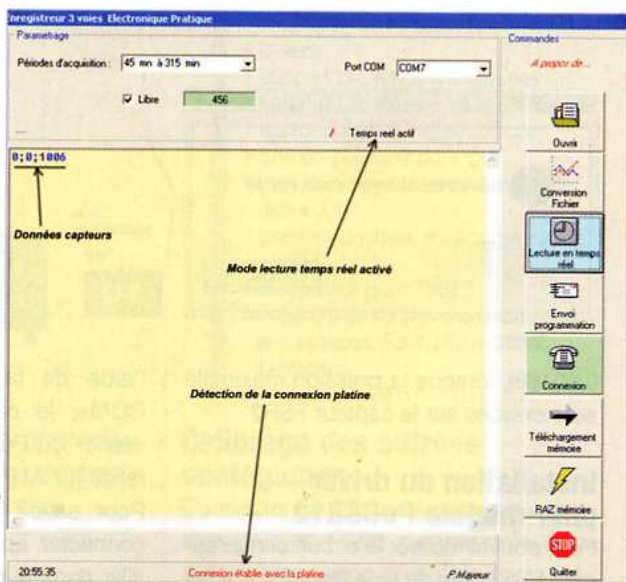 nregistreur 3 voies Electronique Pratique
Paramétrage
Périodes d'acquisition :
45 mn à 315 min
Port COM
COM7
Libre
456
Temps reel actif
0;0;1006
Données capteurs
Mode lecture temps réel activé
Détection de la connexion platine
20:55:35
Connexion établie avec la platine
P.Mayeux
Commandes
A propos de...
Ouvrir
Conversion
Fichier
Lecture en temps
réel
Envoi
programmation
Connexion
Téléchargement
mémoire
RAZ mémoire
STOP
Quitter